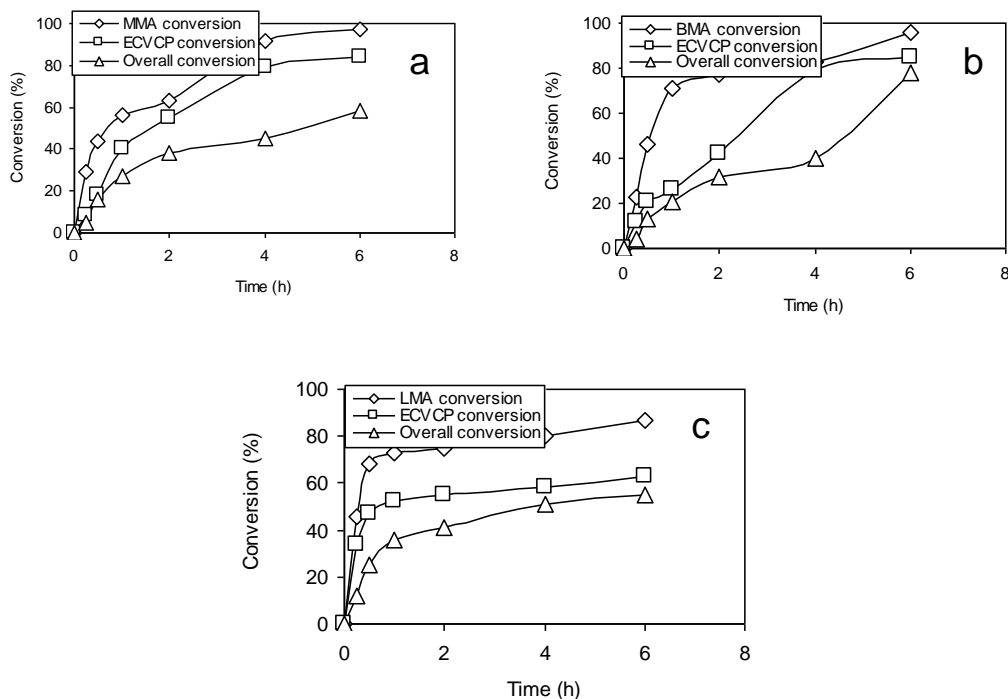 MMA conversion
ECVCP conversion
Overall conversion
a
Conversion (%)
100
80
60
40
20
0
0 2 4 6 8
Time (h)
BMA conversion
ECVCP conversion
Overall conversion
b
Conversion (%)
100
80
60
40
20
0
0 2 4 6 8
Time (h)
LMA conversion
ECVCP conversion
Overall conversion
c
Conversion (%)
100
80
60
40
20
0
0 2 4 6 8
Time (h)